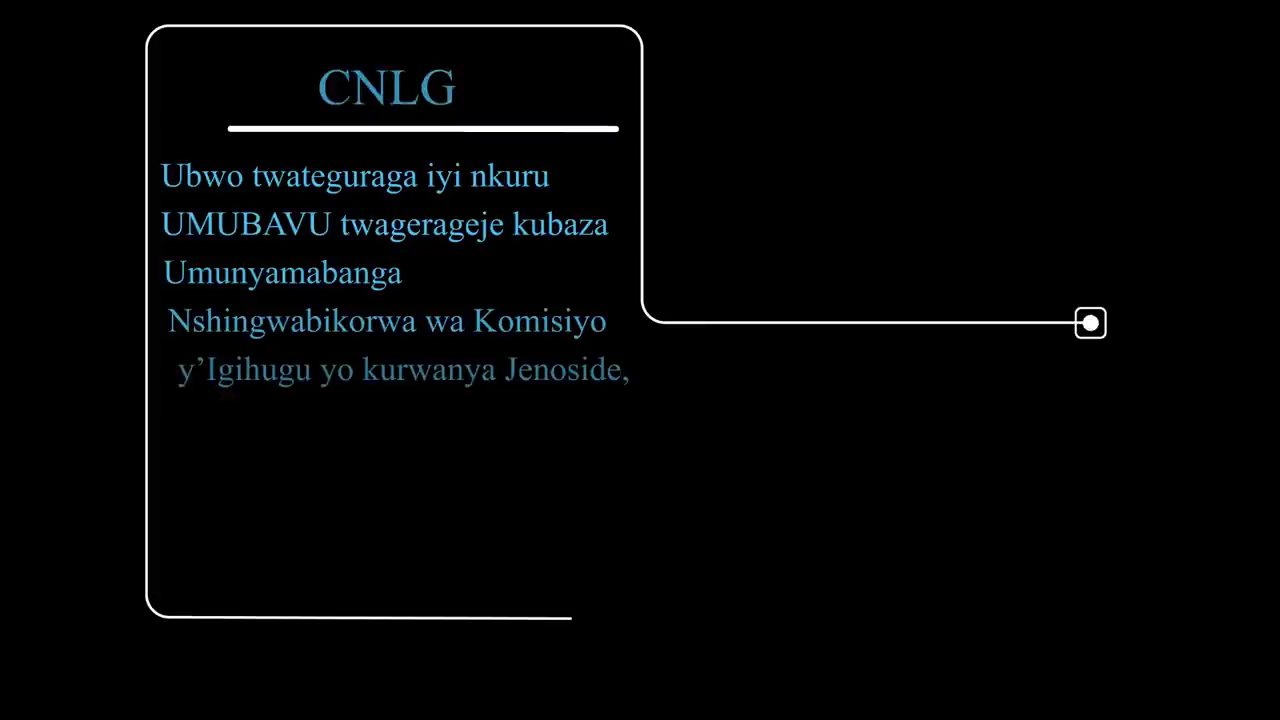 CNLG
Ubwo twateguraga iyi nkuru
UMUBAVU twagerageje kubaza
Umunyamabanga
Nshingwabikorwa wa Komisiyo
y’Igihugu yo kurwanya Jenoside,